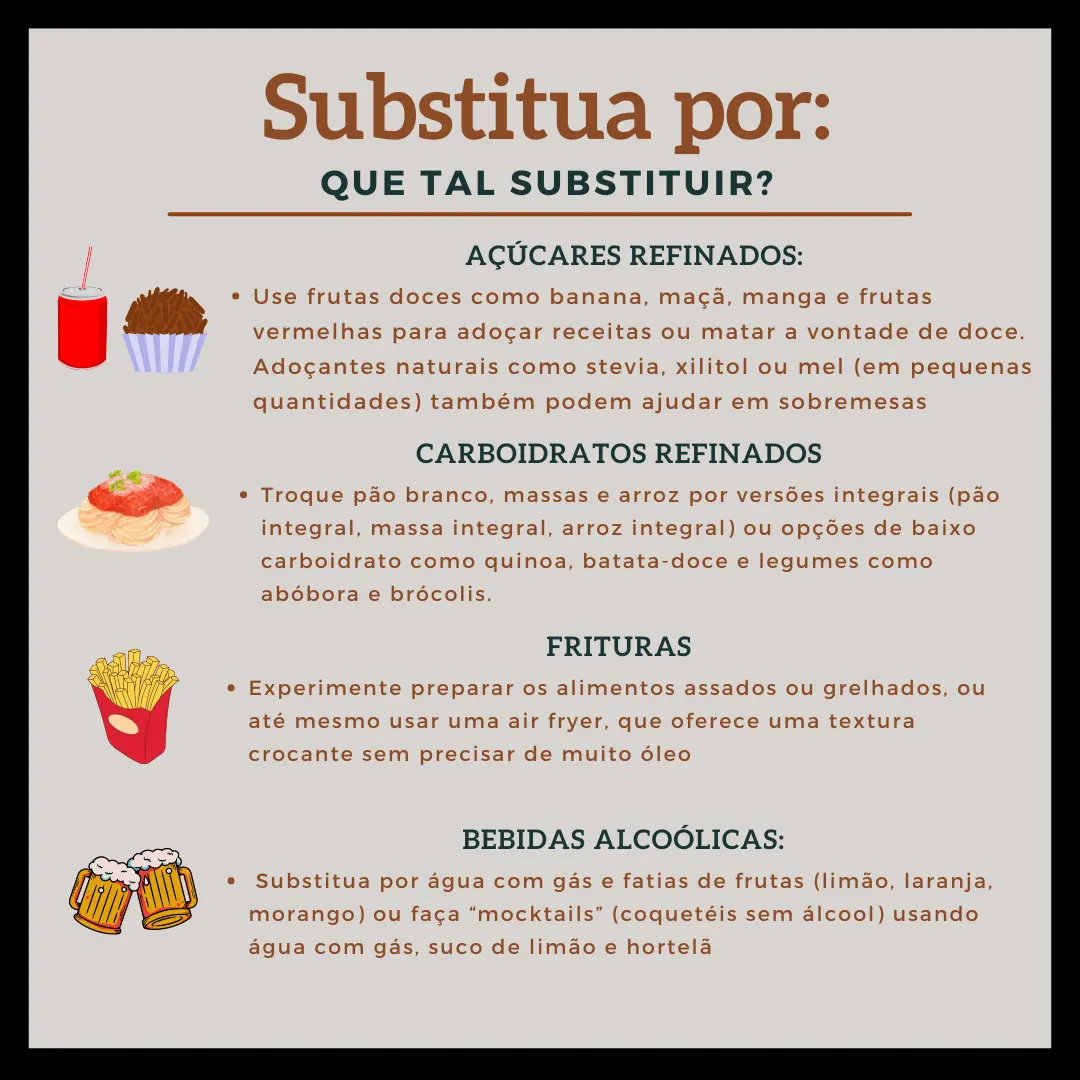 Substitua por:
QUE TAL SUBSTITUIR?
AÇÚCARES REFINADOS:
• Use frutas doces como banana, maçã, manga e frutas
vermelhas para adoçar receitas ou matar a vontade de doce.
Adoçantes naturais como stevia, xilitol ou mel (em pequenas
quantidades) também podem ajudar em sobremesas
CARBOIDRATOS REFINADOS
• Troque pão branco, massas e arroz por versões integrais (pão
integral, massa integral, arroz integral) ou opções de baixo
carboidrato como quinoa, batata-doce e legumes como
abóbora e brócolis.
FRITURAS
• Experimente preparar os alimentos assados ou grelhados, ou
até mesmo usar uma air fryer, que oferece uma textura
crocante sem precisar de muito óleo
BEBIDAS ALCOÓLICAS:
• Substitua por água com gás e fatias de frutas (limão, laranja,
morango) ou faça “mocktails” (coquetéis sem álcool) usando
água com gás, suco de limão e hortelã